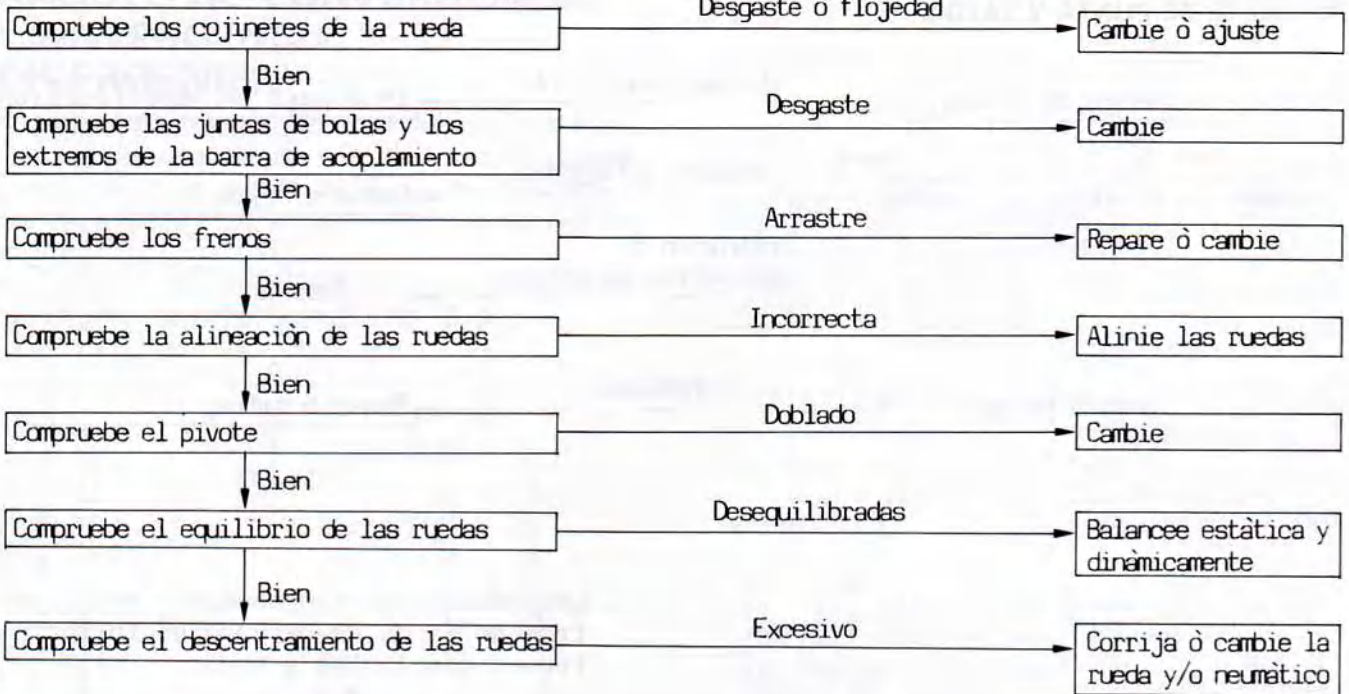 Desgaste o flojedad
Compruebe los cojinetes de la rueda
Cambie ò ajuste
Bien
Compruebe las juntas de bolas y los
extremos de la barra de acoplamiento
Desgaste
Cambie
Bien
Compruebe los frenos
Arrastre
Repare ò cambie
Bien
Compruebe la alineaciòn de las ruedas
Incorrecta
Alinie las ruedas
Bien
Compruebe el pivote
Doblado
Cambie
Bien
Compruebe el equilibrio de las ruedas
Desequilibradas
Balancee estàtica y
dinàmicamente
Bien
Compruebe el descentramiento de las ruedas
Excesivo
Corrija ò cambie la
rueda y/o neumàtico